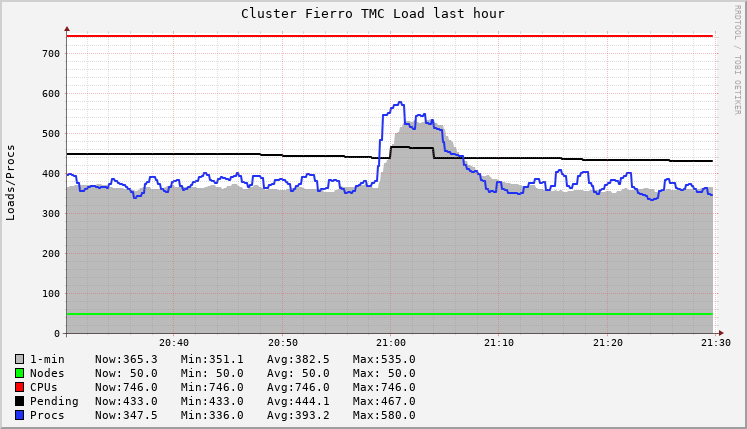 Cluster Fierro TMC Load last hour
RRDTOOL / TOBI OETIKER
Loads/Procs
700
600
500
400
300
200
100
0
20:40 20:50 21:00 21:10 21:20 21:30
1-min Now:365.3 Min:351.1 Avg:382.5 Max:535.0
Nodes Now: 50.0 Min: 50.0 Avg: 50.0 Max: 50.0
CPUs Now:746.0 Min:746.0 Avg:746.0 Max:746.0
Pending Now:433.0 Min:433.0 Avg:444.1 Max:467.0
Procs Now:347.5 Min:336.0 Avg:393.2 Max:580.0